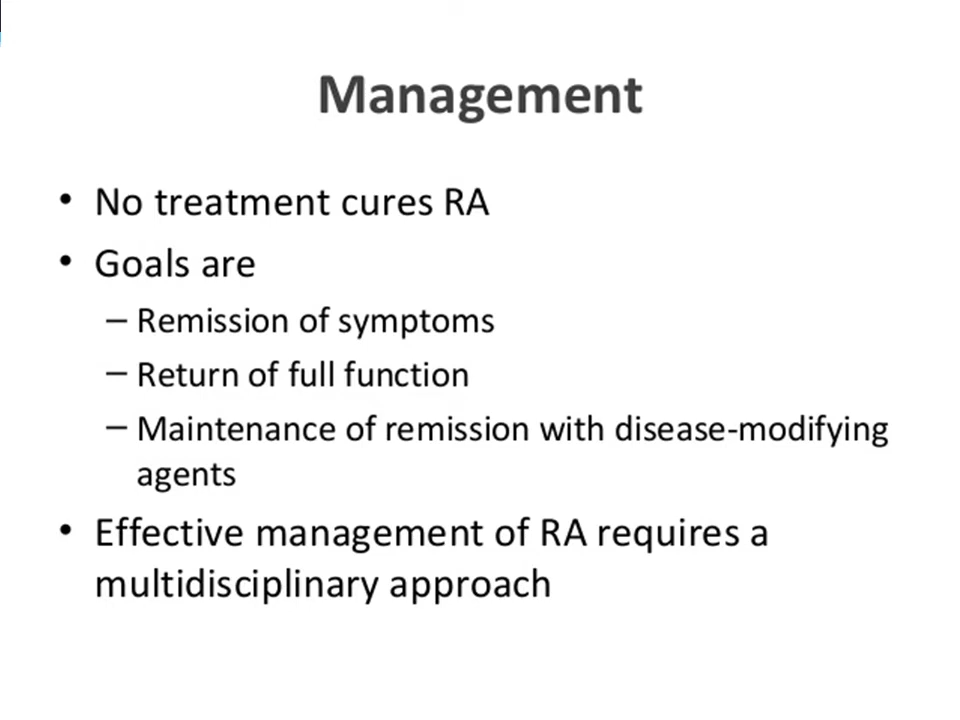 Management
• No treatment cures RA
• Goals are
– Remission of symptoms
– Return of full function
– Maintenance of remission with disease-modifying
agents
• Effective management of RA requires a
multidisciplinary approach